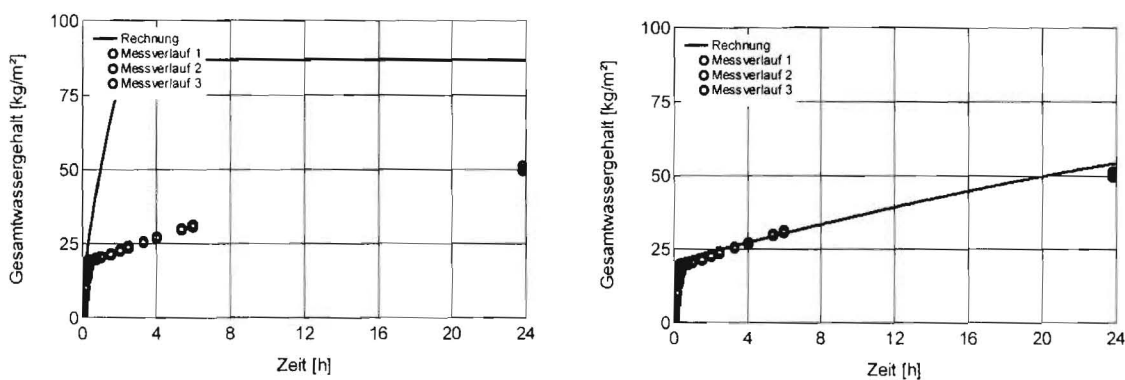 Gesamtwassergehalt [kg/m²]
100
75
50
25
0
Rechnung
Messverlauf 1
Messverlauf 2
Messverlauf 3
0 4 8 12 16 20 24
Zeit [h]
Gesamtwassergehalt [kg/m²]
100
75
50
25
0
Rechnung
Messverlauf 1
Messverlauf 2
Messverlauf 3
0 4 8 12 16 20 24
Zeit [h]